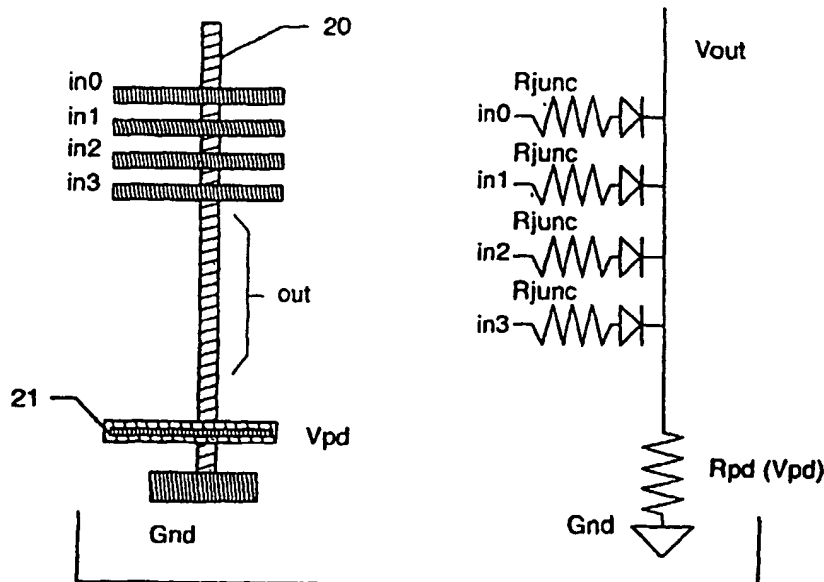 20
in0
in1
in2
in3
out
21
Vpd
Gnd
Vout
Rjunc
in0
Rjunc
in1
Rjunc
in2
Rjunc
in3
Rpd (Vpd)
Gnd